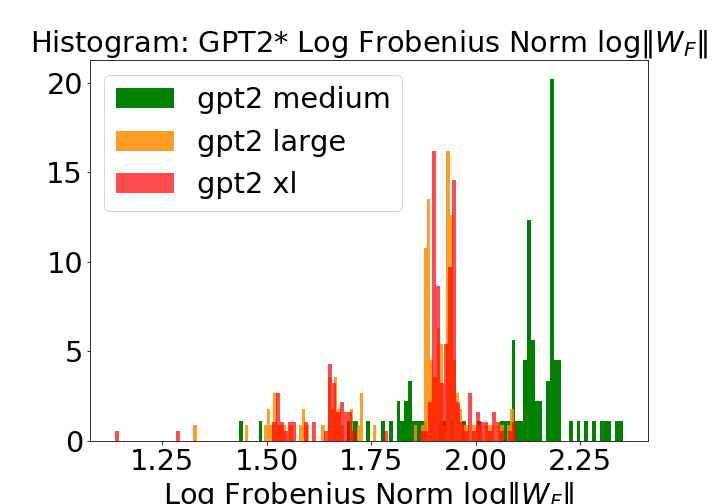 Histogram: GPT2* Log Frobenius Norm log‖W_F‖
gpt2 medium
gpt2 large
gpt2 xl
20
15
10
5
0
1.25 1.50 1.75 2.00 2.25
Log Frobenius Norm log‖W_F‖